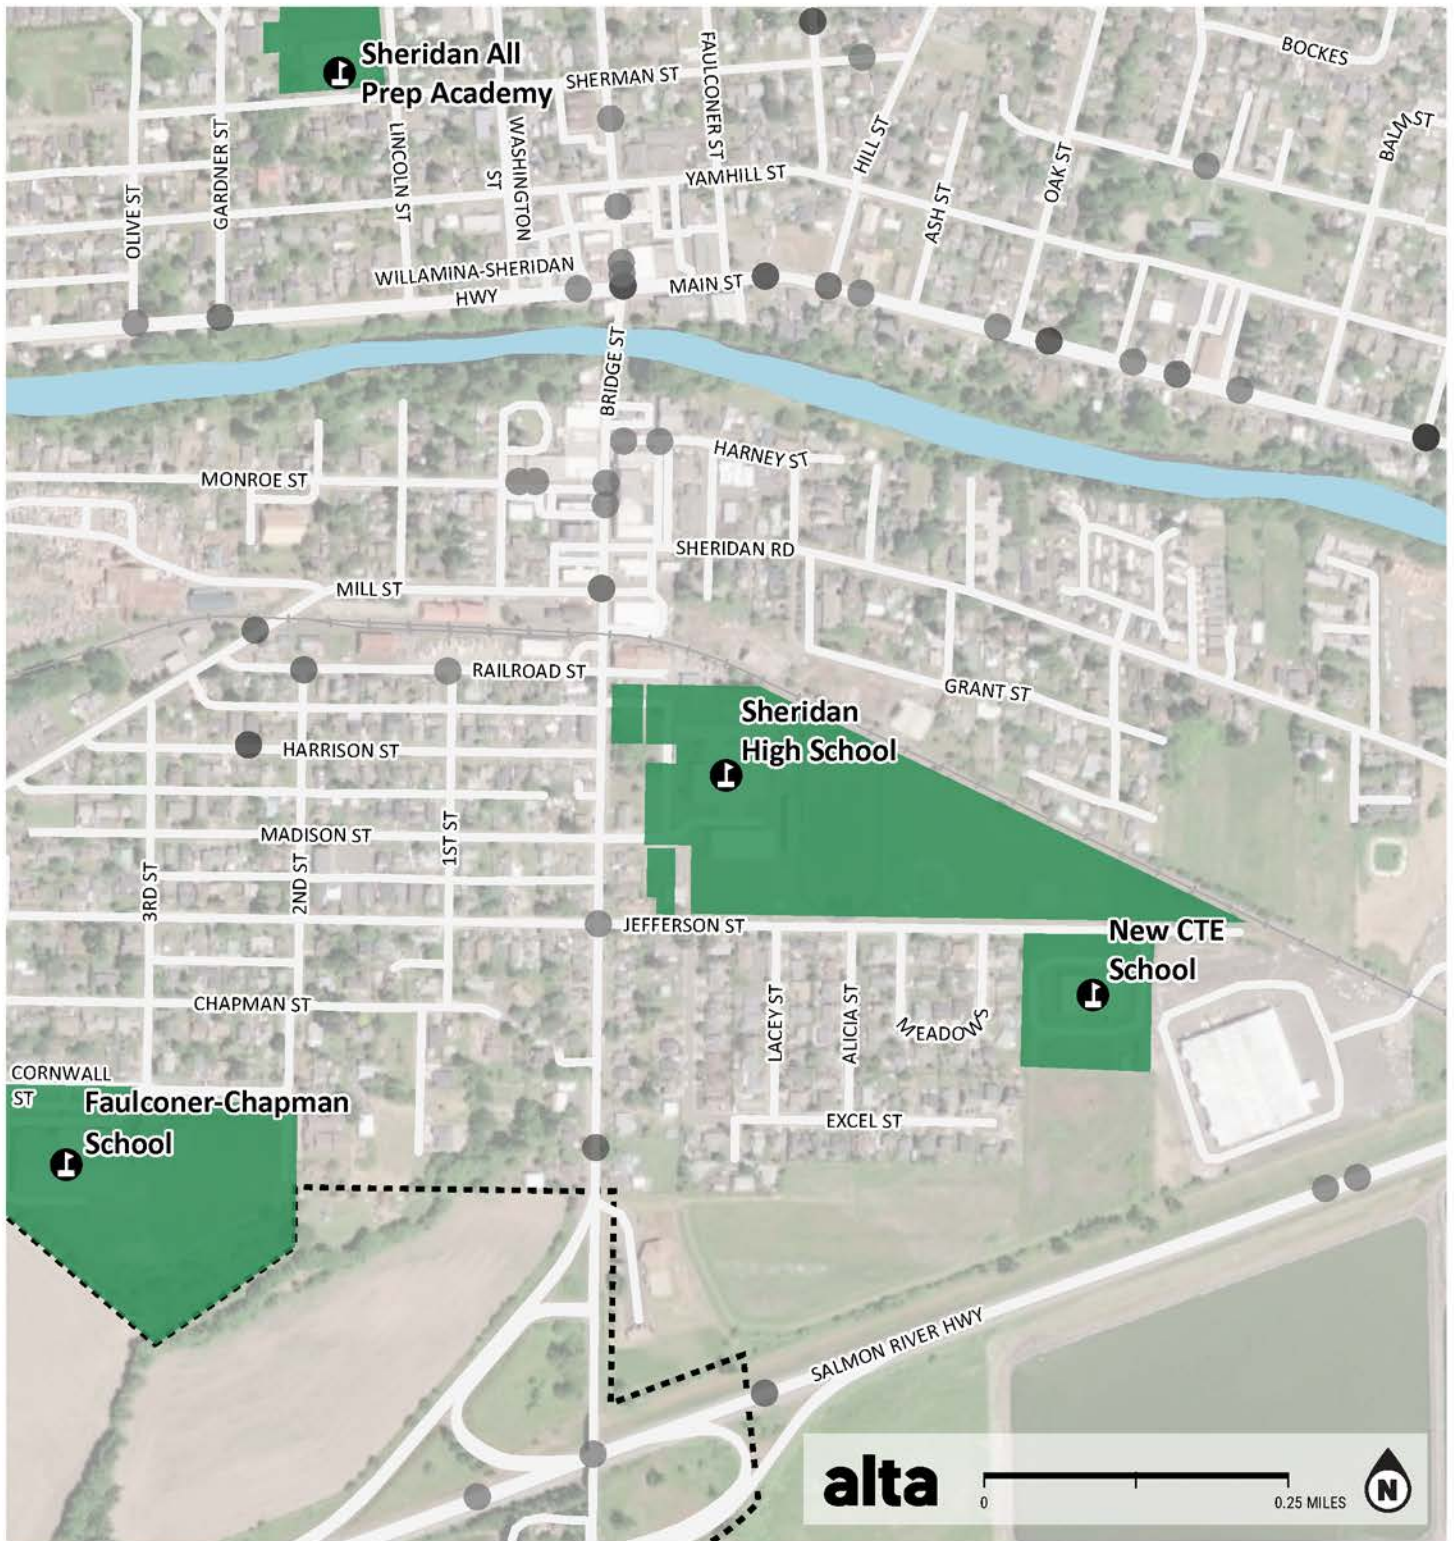 BOCKES
Sheridan All
Prep Academy
SHERMAN ST
FAULCONER ST
BALM ST
HILL ST
OAK ST
LINCOLN ST
WASHINGTON
ST
GARDNER ST
OLIVE ST
YAMHILL ST
ASH ST
WILLAMINA-SHERIDAN
HWY
MAIN ST
BRIDGE ST
HARNEY ST
MONROE ST
SHERIDAN RD
MILL ST
RAILROAD ST
GRANT ST
Sheridan
High School
HARRISON ST
MADISON ST
1ST ST
2ND ST
3RD ST
JEFFERSON ST
New CTE
School
CHAPMAN ST
LACEY ST
ALICIA ST
MEADOWS
CORNWALL
ST
Faulconer-Chapman
School
EXCEL ST
SALMON RIVER HWY
alta
0
0.25 MILES
N